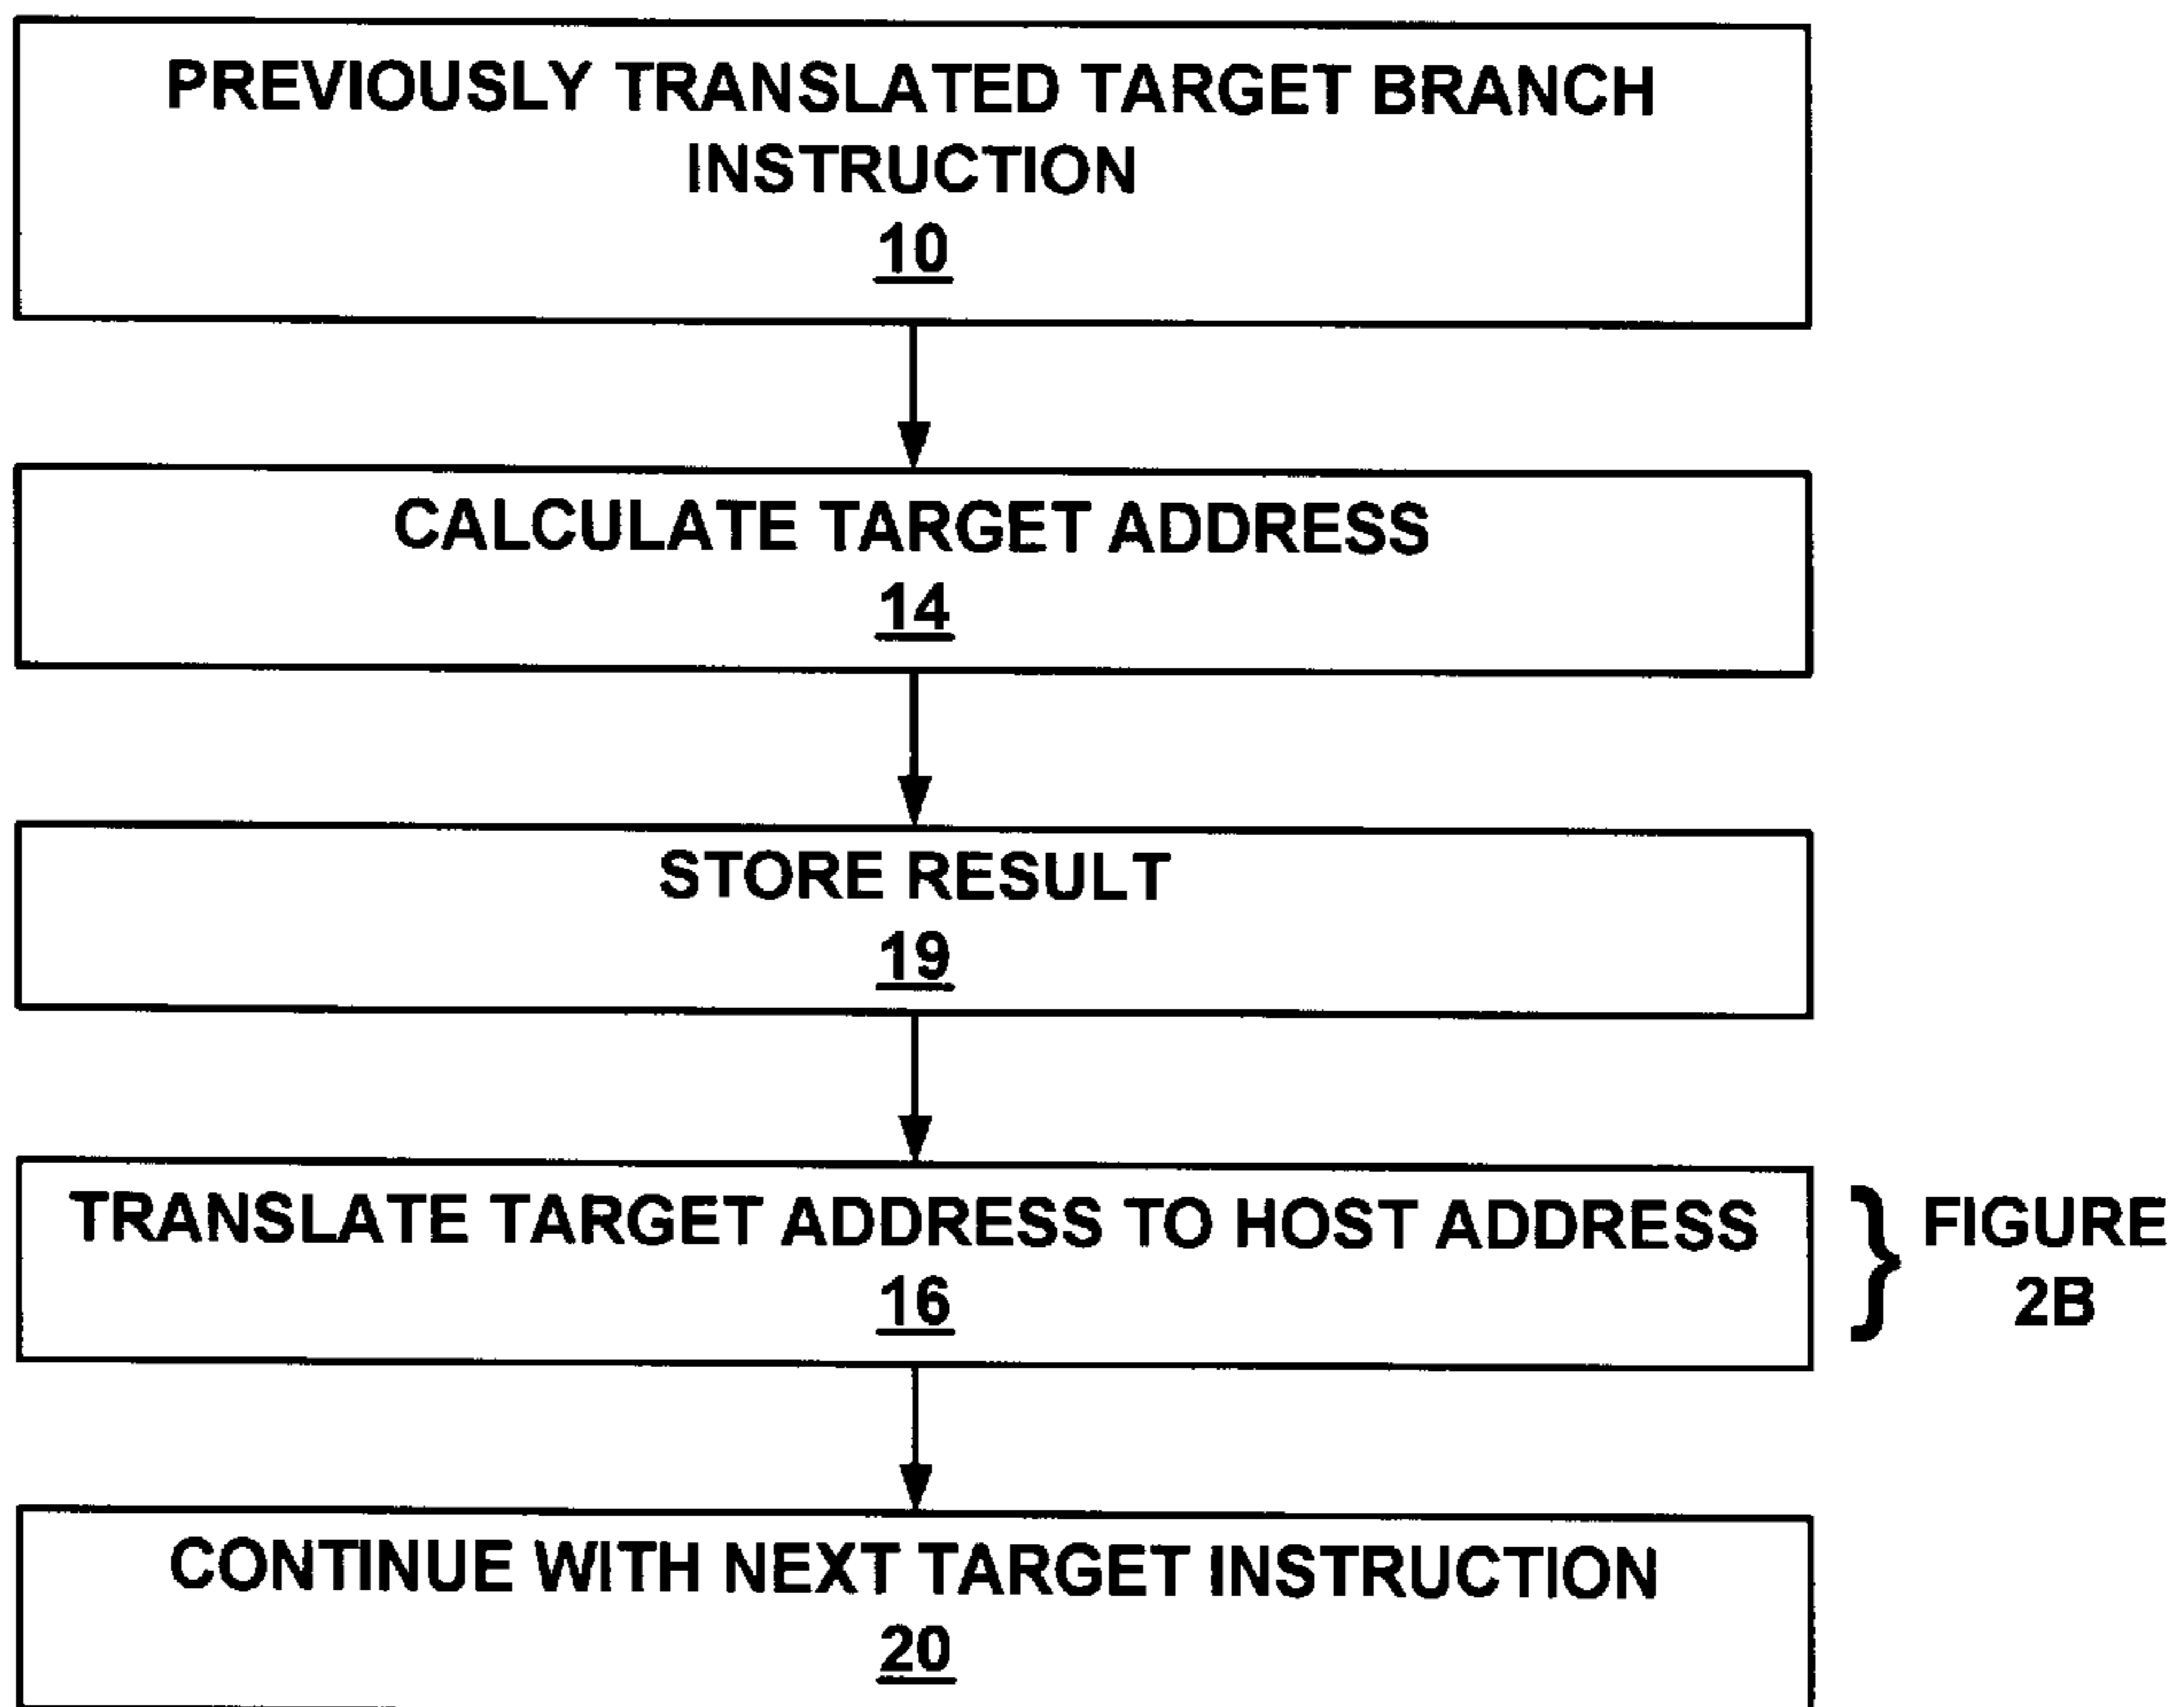 PREVIOUSLY TRANSLATED TARGET BRANCH
INSTRUCTION
10
CALCULATE TARGET ADDRESS
14
STORE RESULT
19
TRANSLATE TARGET ADDRESS TO HOST ADDRESS
16
} FIGURE
2B
CONTINUE WITH NEXT TARGET INSTRUCTION
20